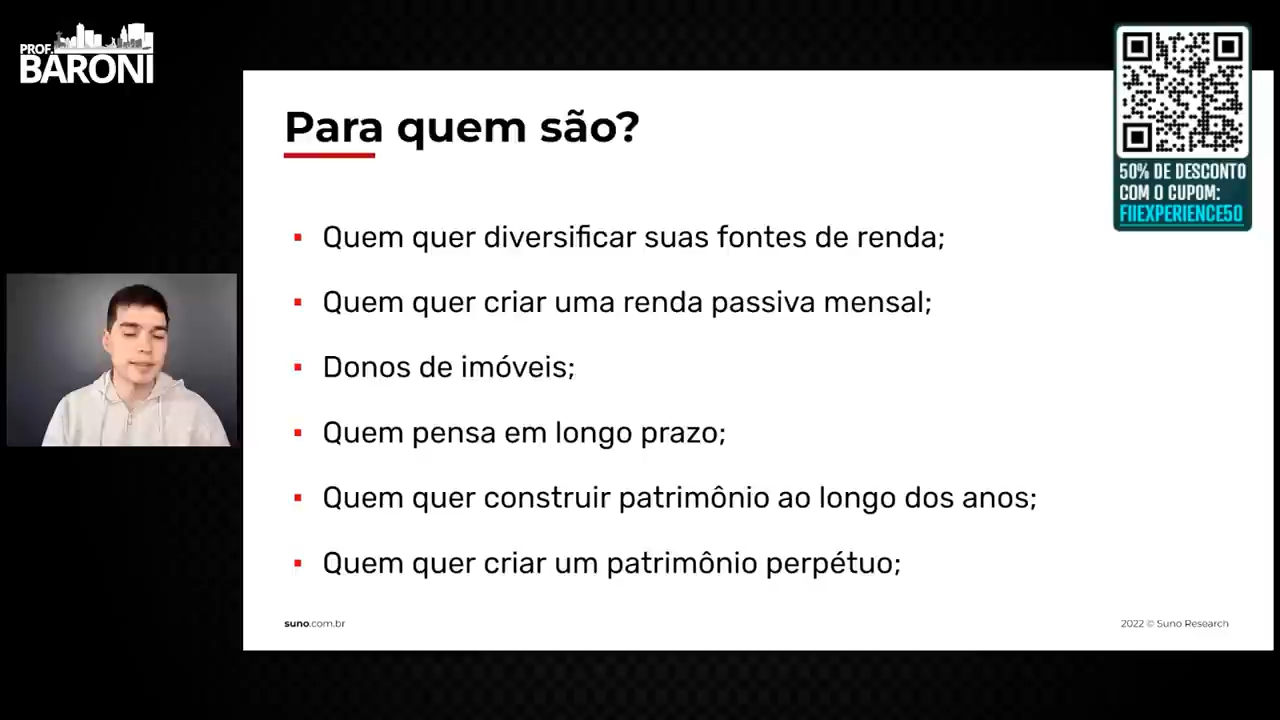 PROF.
BARONI
Para quem são?
50% DE DESCONTO
COM O CUPOM:
FIIEXPERIENCE50
▪ Quem quer diversificar suas fontes de renda;
▪ Quem quer criar uma renda passiva mensal;
▪ Donos de imóveis;
▪ Quem pensa em longo prazo;
▪ Quem quer construir patrimônio ao longo dos anos;
▪ Quem quer criar um patrimônio perpétuo;
suno.com.br
2022 © Suno Research